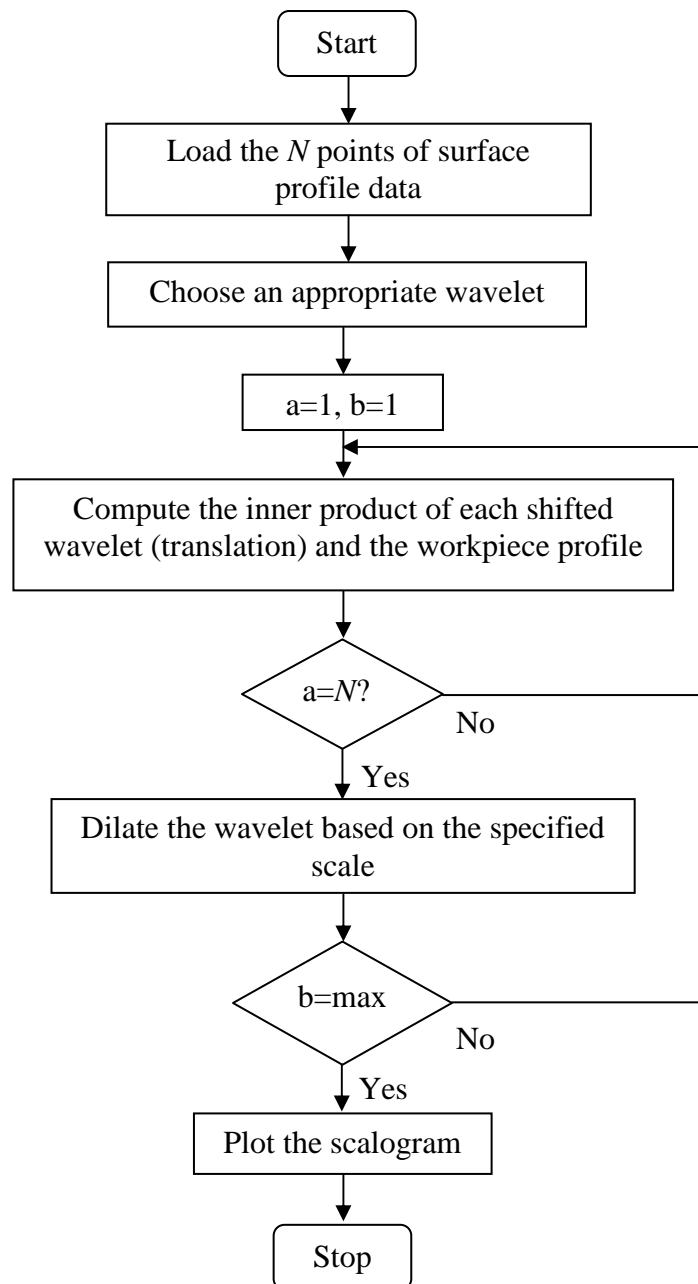 Start
Load the N points of surface
profile data
Choose an appropriate wavelet
a=1, b=1
Compute the inner product of each shifted
wavelet (translation) and the workpiece profile
a=N?
No
Yes
Dilate the wavelet based on the specified
scale
b=max
No
Yes
Plot the scalogram
Stop